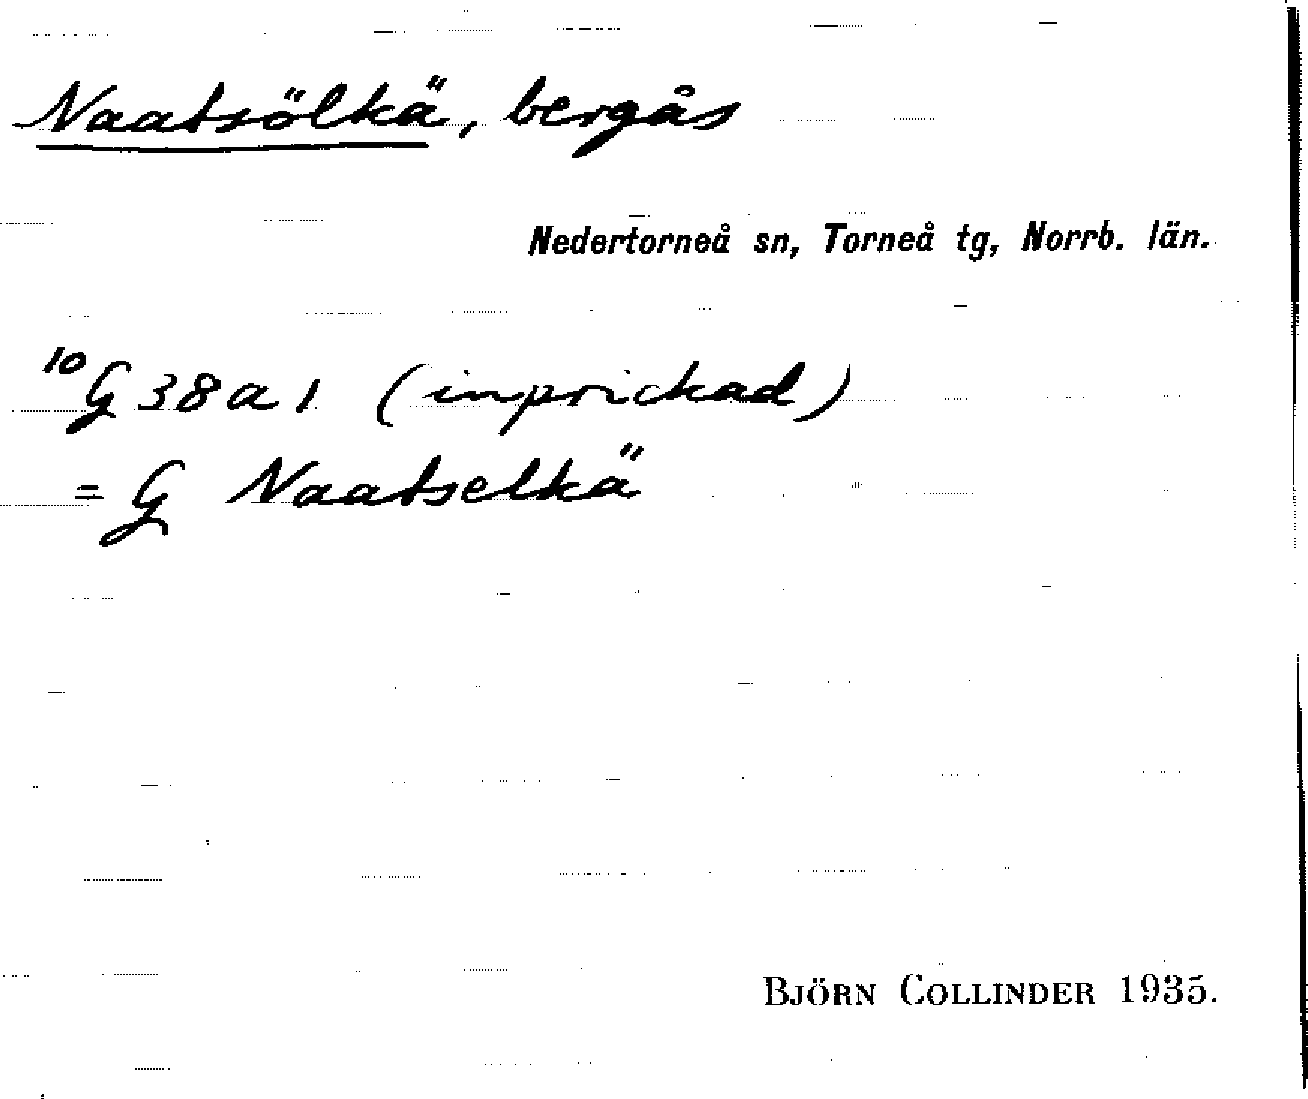 Naatsölkä, bergås
Nedertorneå sn, Torneå tg, Norrb. län.
¹⁰G 38 a 1 (inprickad)
= G Naatselkä
BJÖRN COLLINDER 1935.